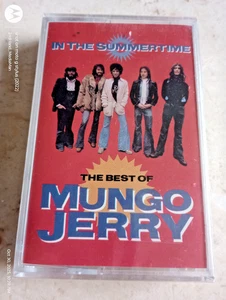 IN THE SUMMERTIME
THE BEST OF
MUNGO
JERRY